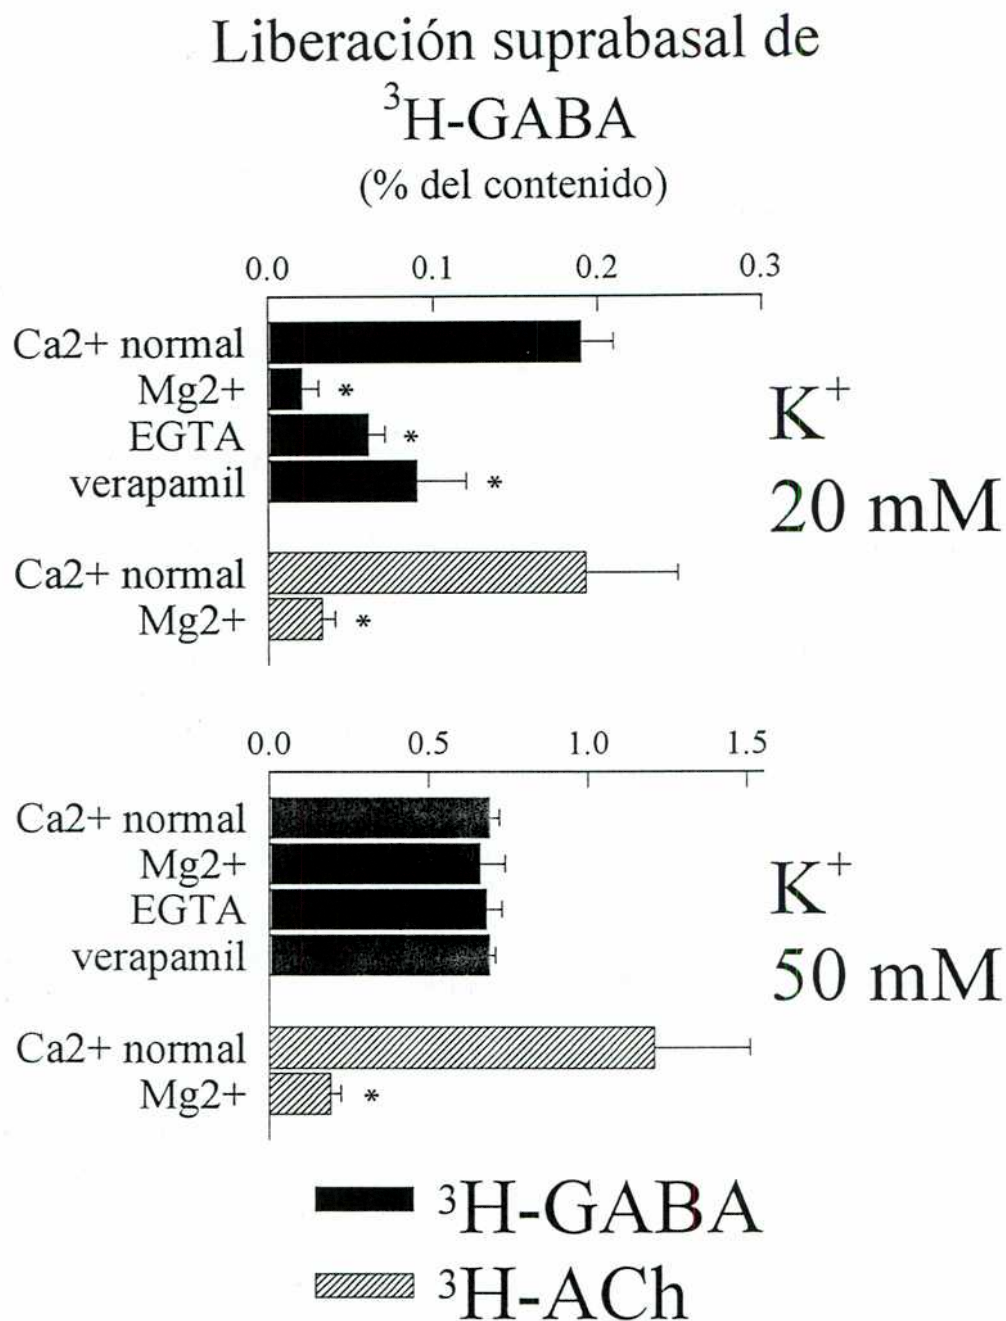 Liberación suprabasal de
³H-GABA
(% del contenido)
0.0 0.1 0.2 0.3
Ca2+ normal
Mg2+ *
EGTA *
verapamil *
K⁺
20 mM
Ca2+ normal
Mg2+ *
0.0 0.5 1.0 1.5
Ca2+ normal
Mg2+
EGTA
verapamil
K⁺
50 mM
Ca2+ normal
Mg2+ *
³H-GABA
³H-ACh